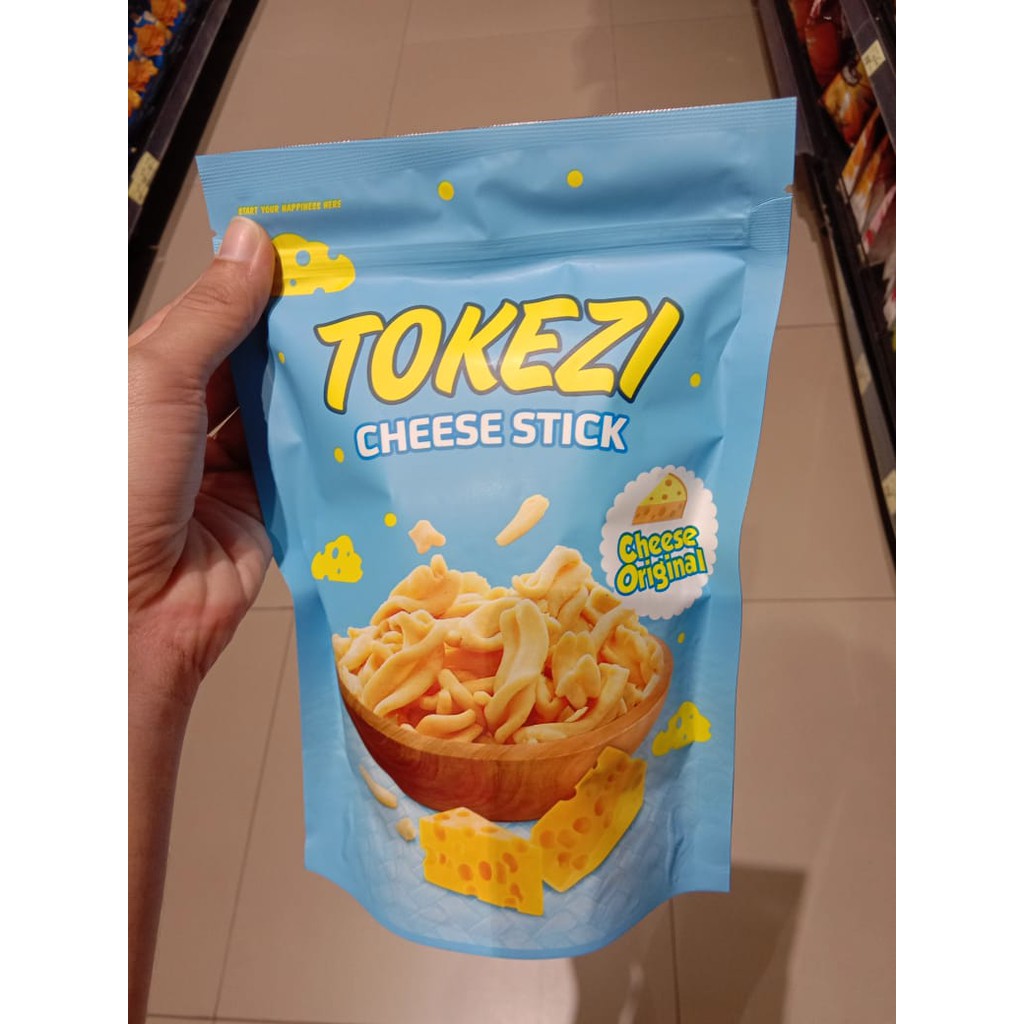 START YOUR HAPPINESS HERE
TOKEZI
CHEESE STICK
Cheese
Original